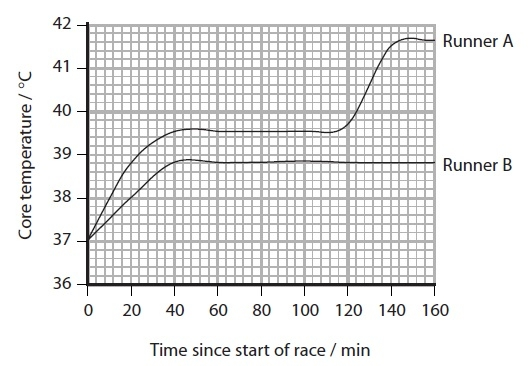 42
41
40
39
38
37
36
Core temperature / °C
Runner A
Runner B
0 20 40 60 80 100 120 140 160
Time since start of race / min